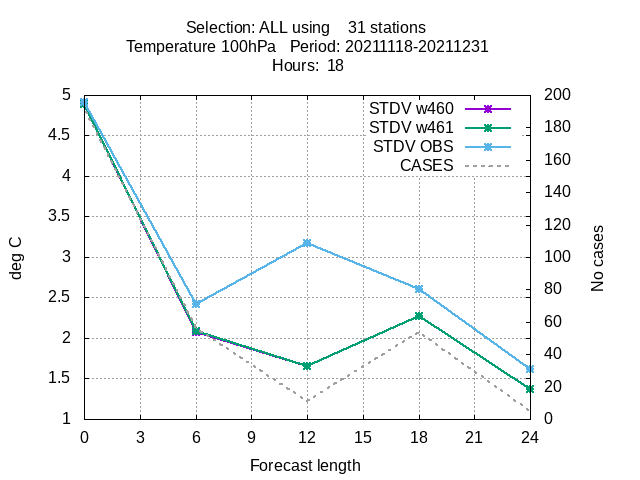 Selection: ALL using    31 stations
Temperature 100hPa   Period: 20211118-20211231
Hours:  18
STDV w460
STDV w461
STDV OBS
CASES
5
4.5
4
3.5
3
2.5
2
1.5
1
200
180
160
140
120
100
80
60
40
20
0
deg C
No cases
0 3 6 9 12 15 18 21 24
Forecast length